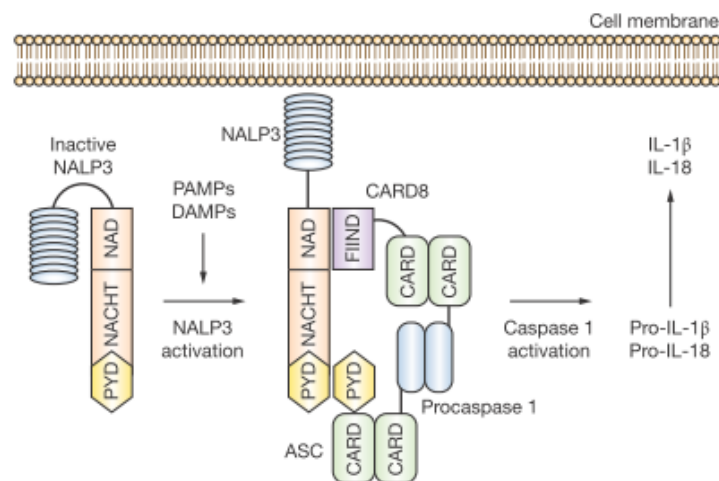 Cell membrane
Inactive
NALP3
NAD
NACHT
PYD
PAMPs
DAMPs
NALP3
activation
NALP3
NAD
NACHT
PYD
FIIND
CARD8
CARD
CARD
PYD
Procaspase 1
ASC
CARD
CARD
Caspase 1
activation
IL-1β
IL-18
Pro-IL-1β
Pro-IL-18